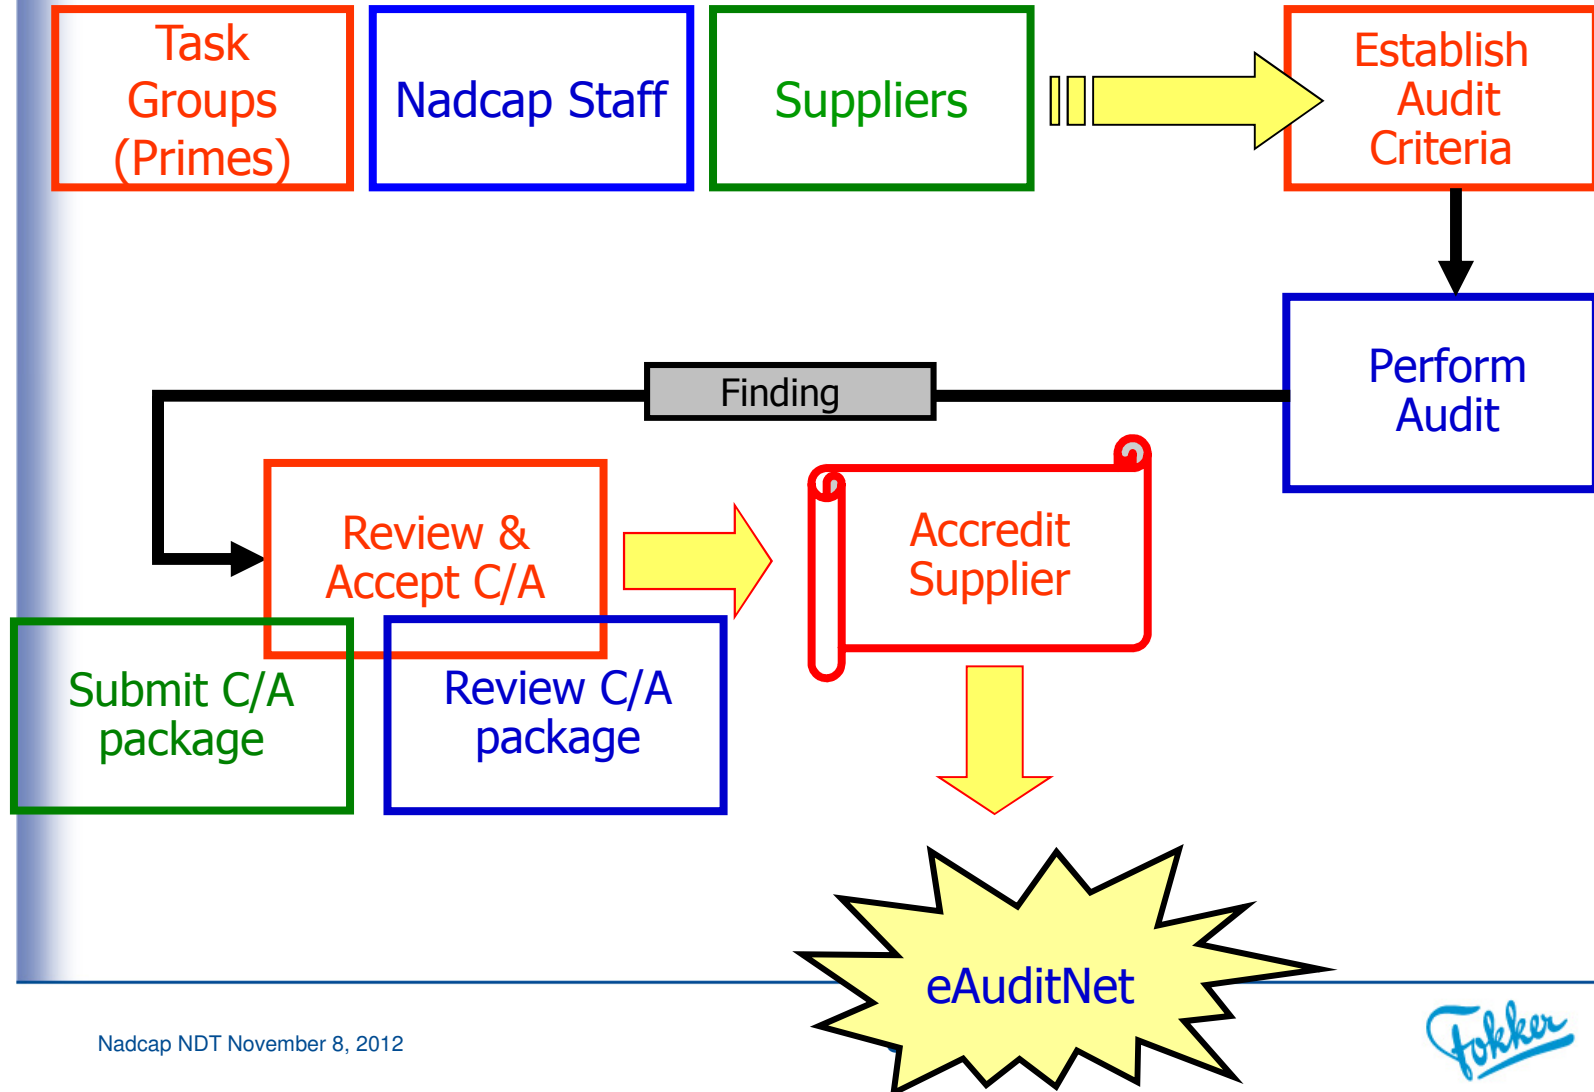 Task
Groups
(Primes)
Nadcap Staff
Suppliers
Establish
Audit
Criteria
Perform
Audit
Finding
Review &
Accept C/A
Accredit
Supplier
Submit C/A
package
Review C/A
package
eAuditNet
Nadcap NDT November 8, 2012
Fokker